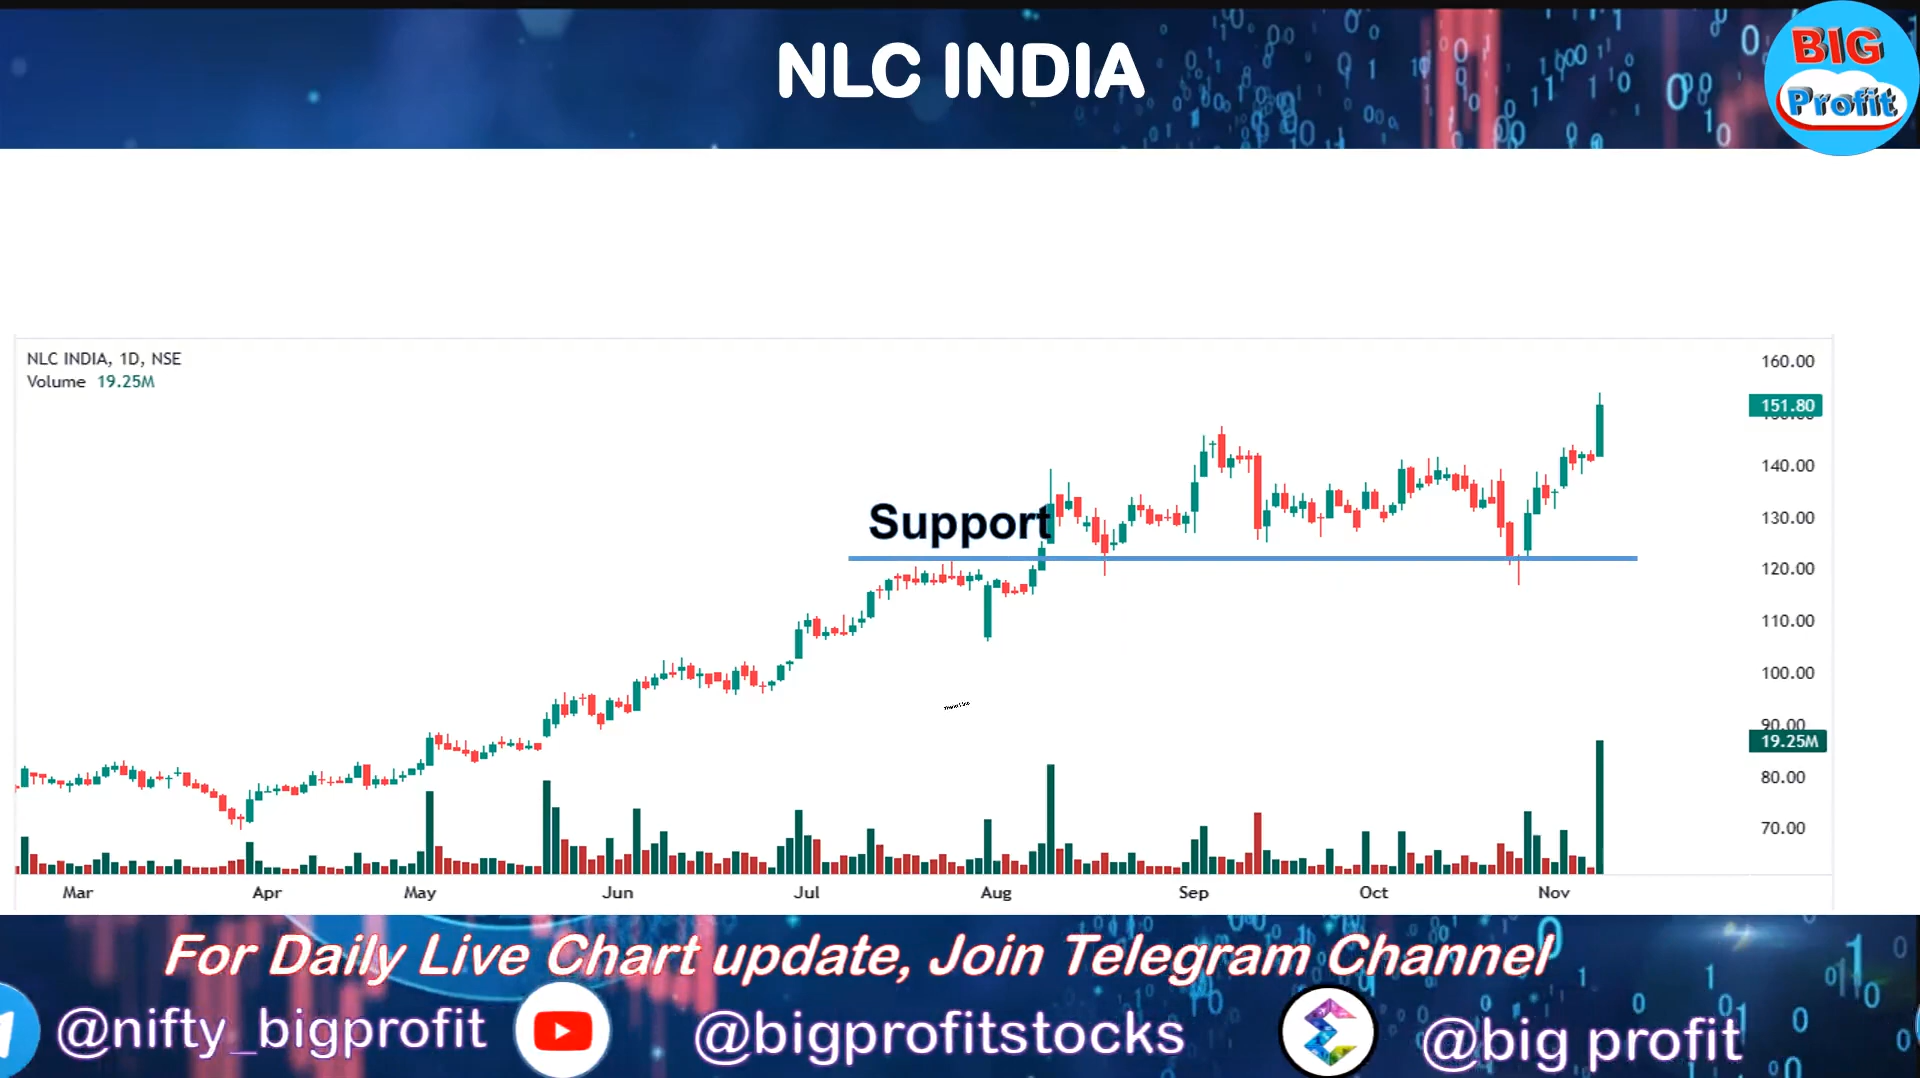 NLC INDIA
BIG
Profit
NLC INDIA, 1D, NSE
Volume 19.25M
160.00
151.80
140.00
Support
130.00
120.00
110.00
100.00
90.00
19.25M
80.00
70.00
Mar Apr May Jun Jul Aug Sep Oct Nov
For Daily Live Chart update, Join Telegram Channel
@nifty_bigprofit @bigprofitstocks @big profit